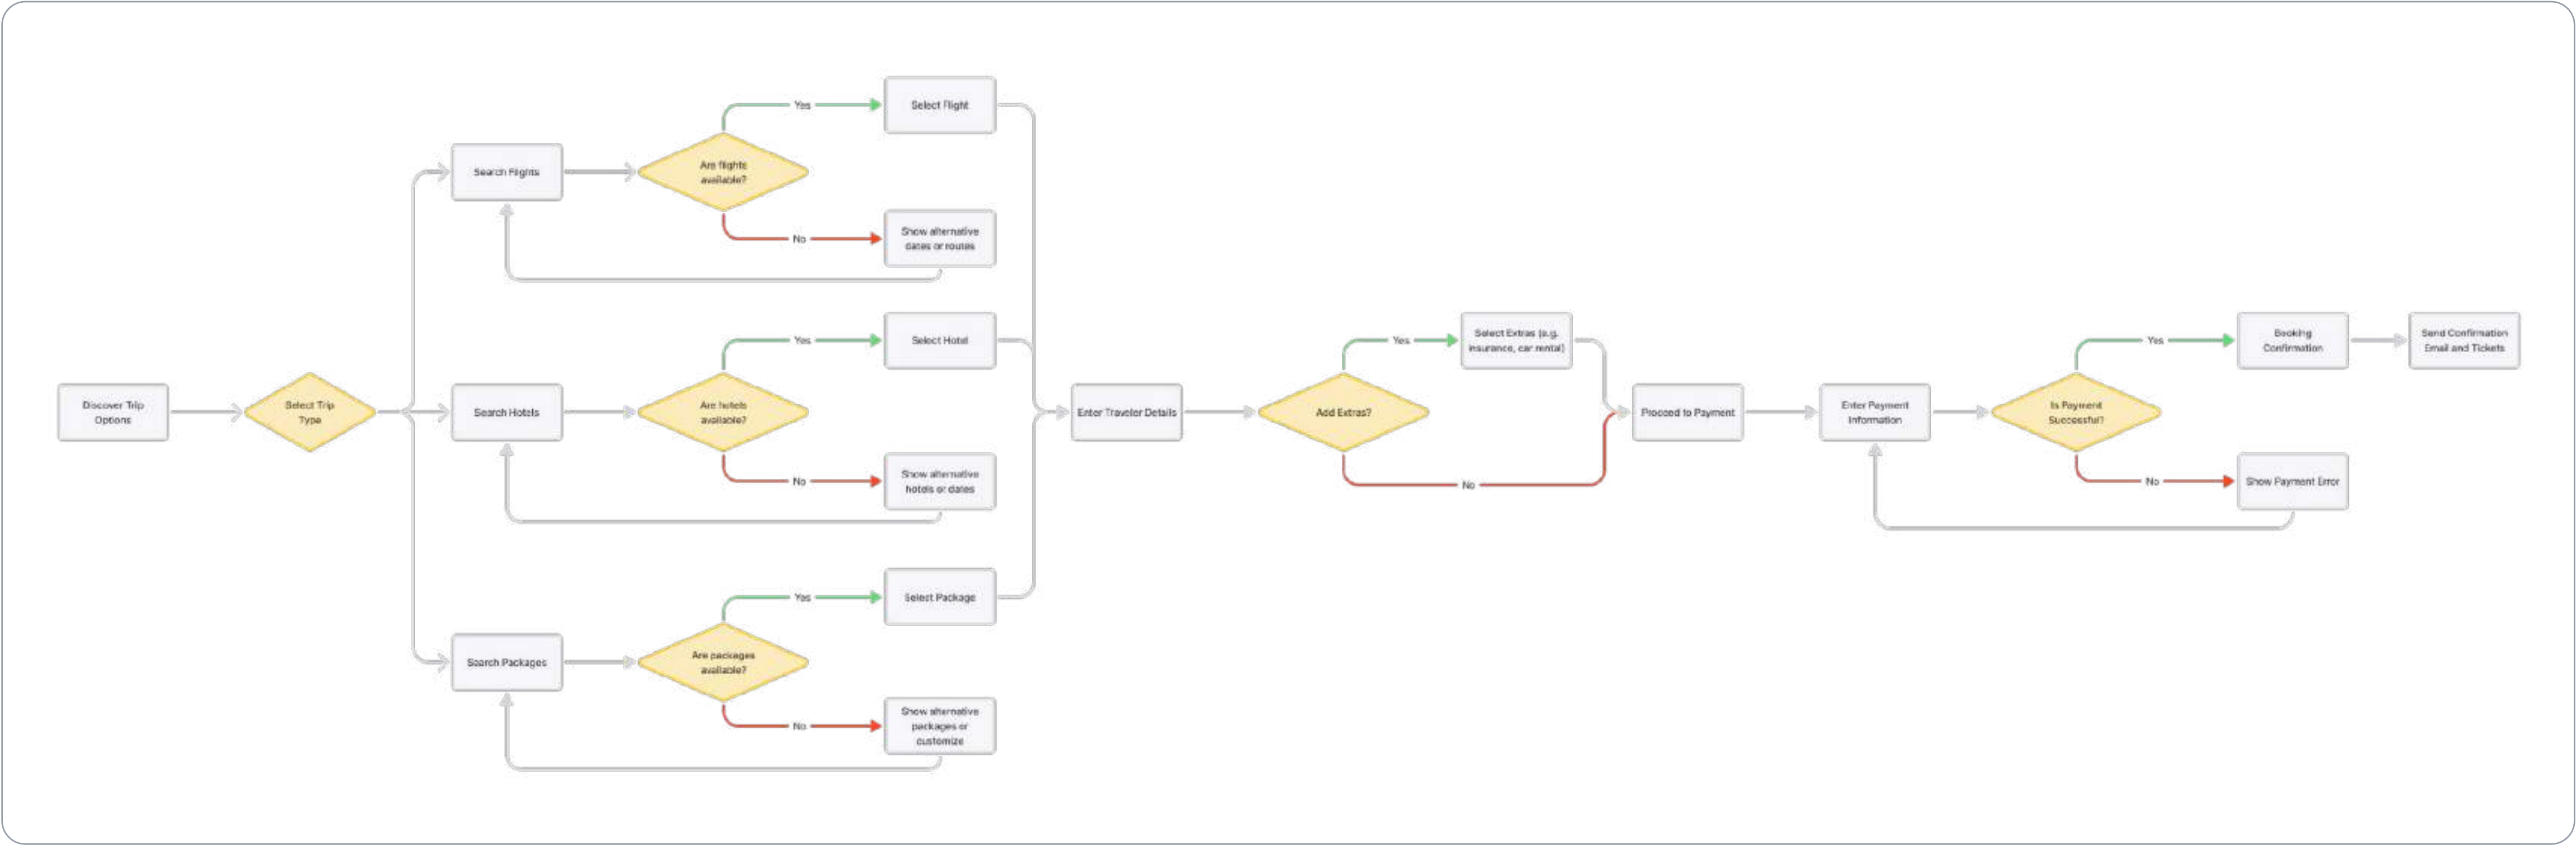 Discover Trip
Options
Select Trip
Type
Search Flights
Are flights
available?
Yes
Select Flight
No
Show alternative
dates or routes
Search Hotels
Are hotels
available?
Yes
Select Hotel
No
Show alternative
hotels or dates
Search Packages
Are packages
available?
Yes
Select Package
No
Show alternative
packages or
customize
Enter Traveler Details
Add Extras?
Yes
Select Extras (e.g.
insurance, car rental)
No
Proceed to Payment
Enter Payment
Information
Is Payment
Successful?
Yes
Booking
Confirmation
Send Confirmation
Email and Tickets
No
Show Payment Error